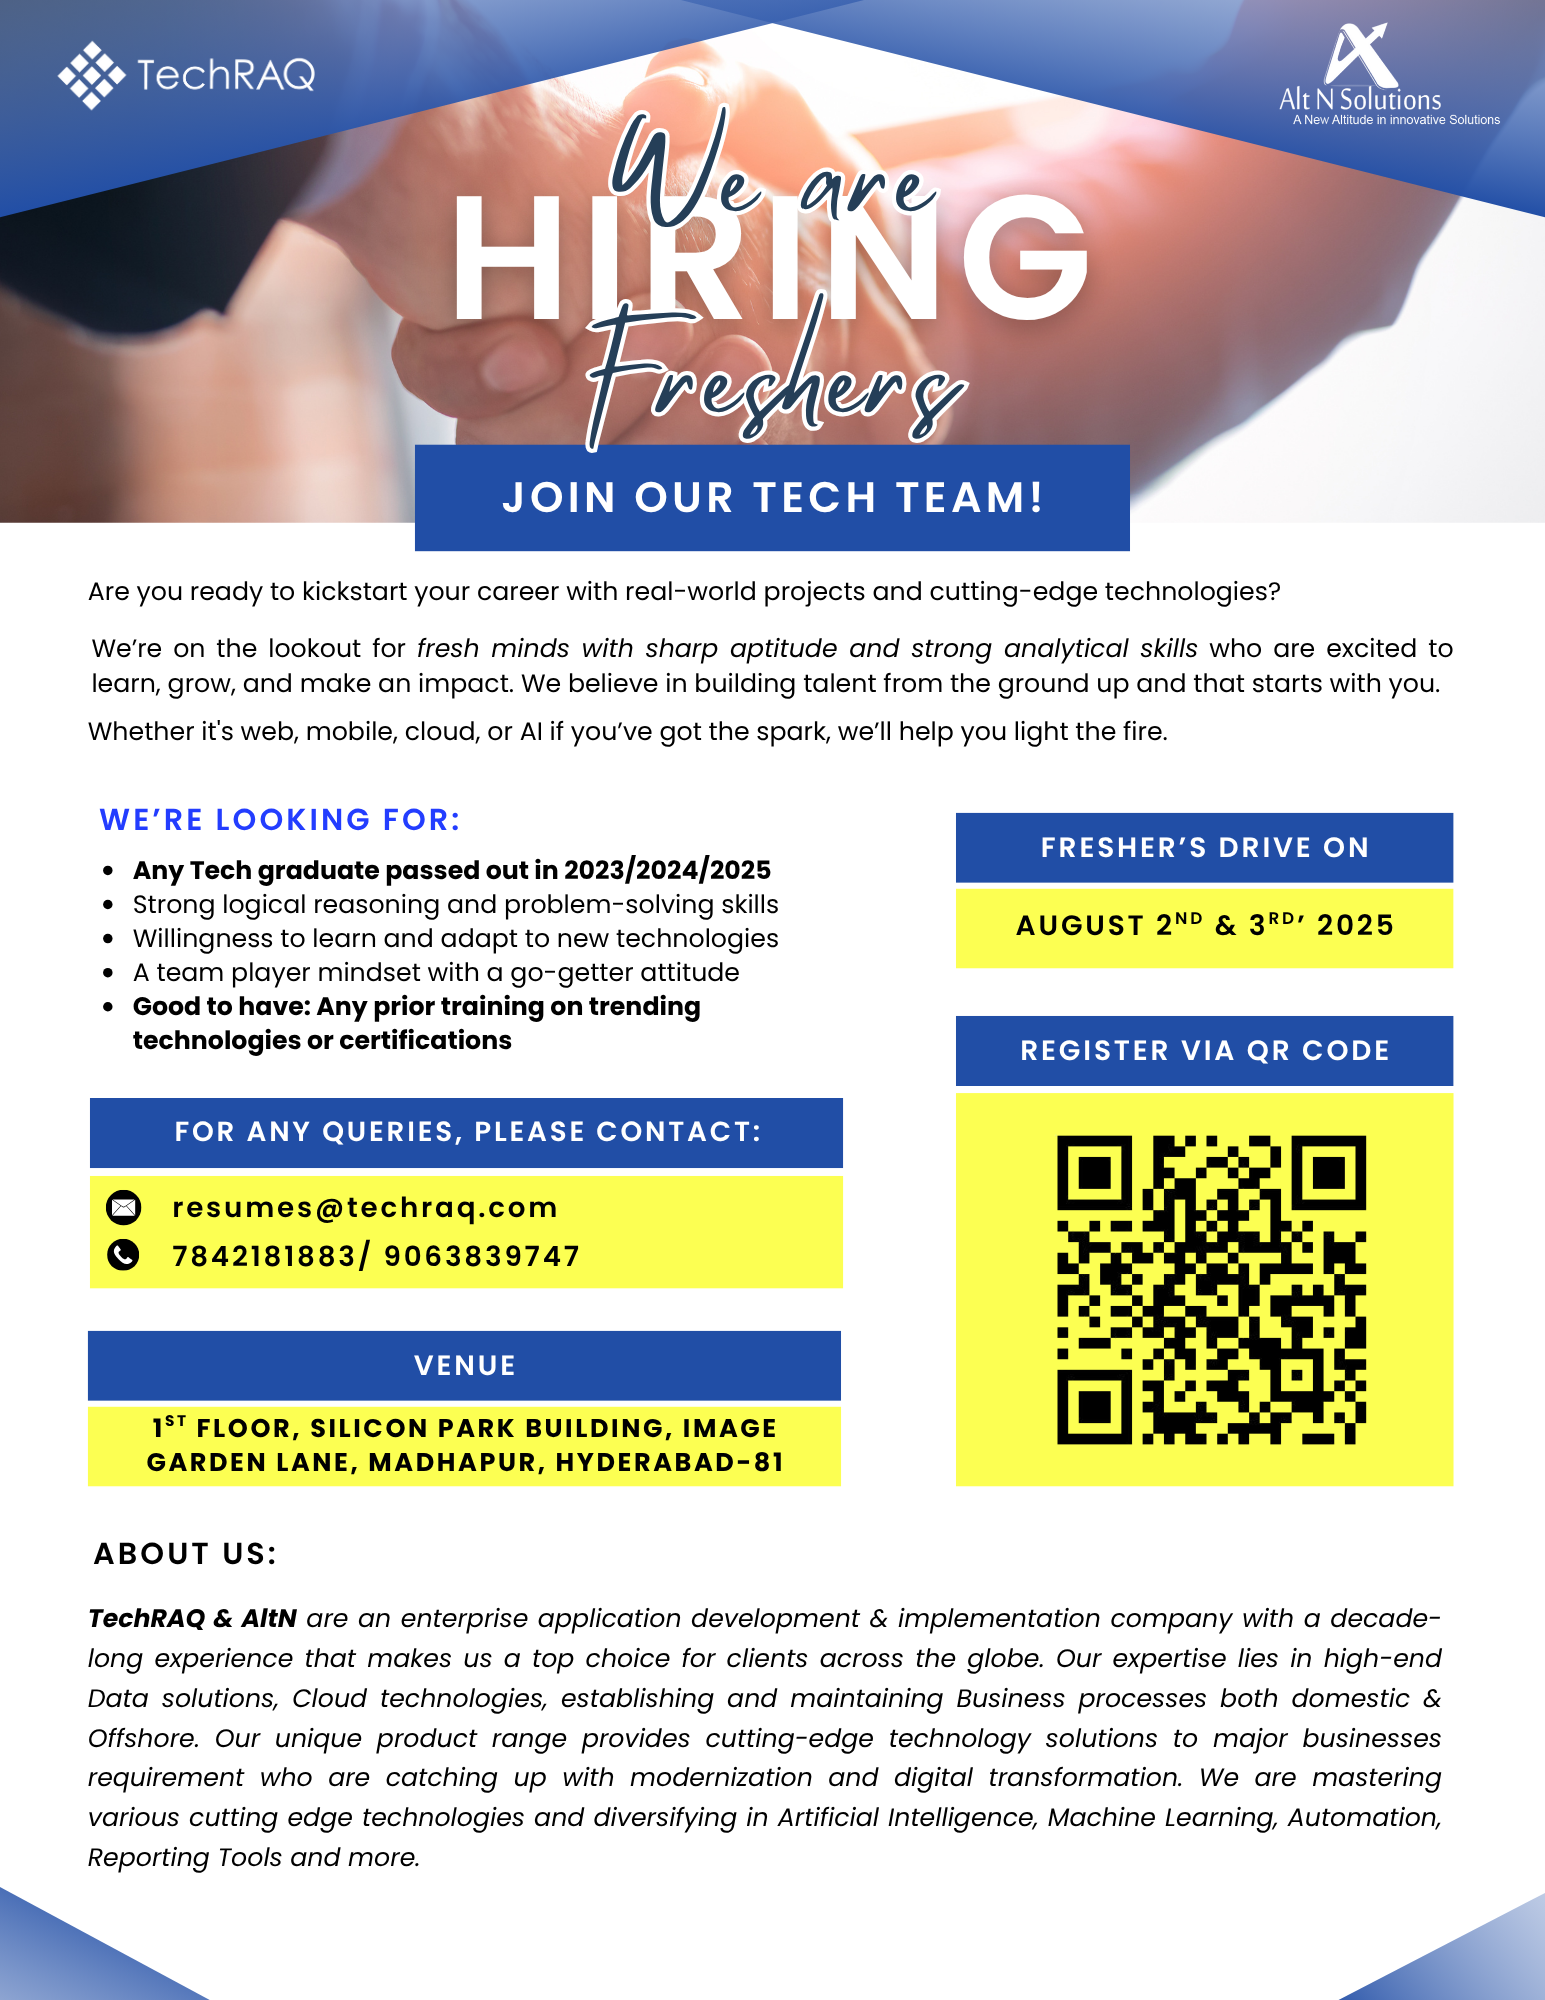 TechRAQ
Alt N Solutions
A New Altitude in innovative Solutions
We are
HIRING
Freshers
JOIN OUR TECH TEAM!
Are you ready to kickstart your career with real-world projects and cutting-edge technologies?
We’re on the lookout for fresh minds with sharp aptitude and strong analytical skills who are excited to
learn, grow, and make an impact. We believe in building talent from the ground up and that starts with you.
Whether it's web, mobile, cloud, or AI if you’ve got the spark, we’ll help you light the fire.
WE’RE LOOKING FOR:
• Any Tech graduate passed out in 2023/2024/2025
• Strong logical reasoning and problem-solving skills
• Willingness to learn and adapt to new technologies
• A team player mindset with a go-getter attitude
• Good to have: Any prior training on trending
technologies or certifications
FOR ANY QUERIES, PLEASE CONTACT:
resumes@techraq.com
7842181883/ 9063839747
VENUE
1ST FLOOR, SILICON PARK BUILDING, IMAGE
GARDEN LANE, MADHAPUR, HYDERABAD-81
FRESHER’S DRIVE ON
AUGUST 2ND & 3RD’ 2025
REGISTER VIA QR CODE
ABOUT US:
TechRAQ & AltN are an enterprise application development & implementation company with a decade-
long experience that makes us a top choice for clients across the globe. Our expertise lies in high-end
Data solutions, Cloud technologies, establishing and maintaining Business processes both domestic &
Offshore. Our unique product range provides cutting-edge technology solutions to major businesses
requirement who are catching up with modernization and digital transformation. We are mastering
various cutting edge technologies and diversifying in Artificial Intelligence, Machine Learning, Automation,
Reporting Tools and more.